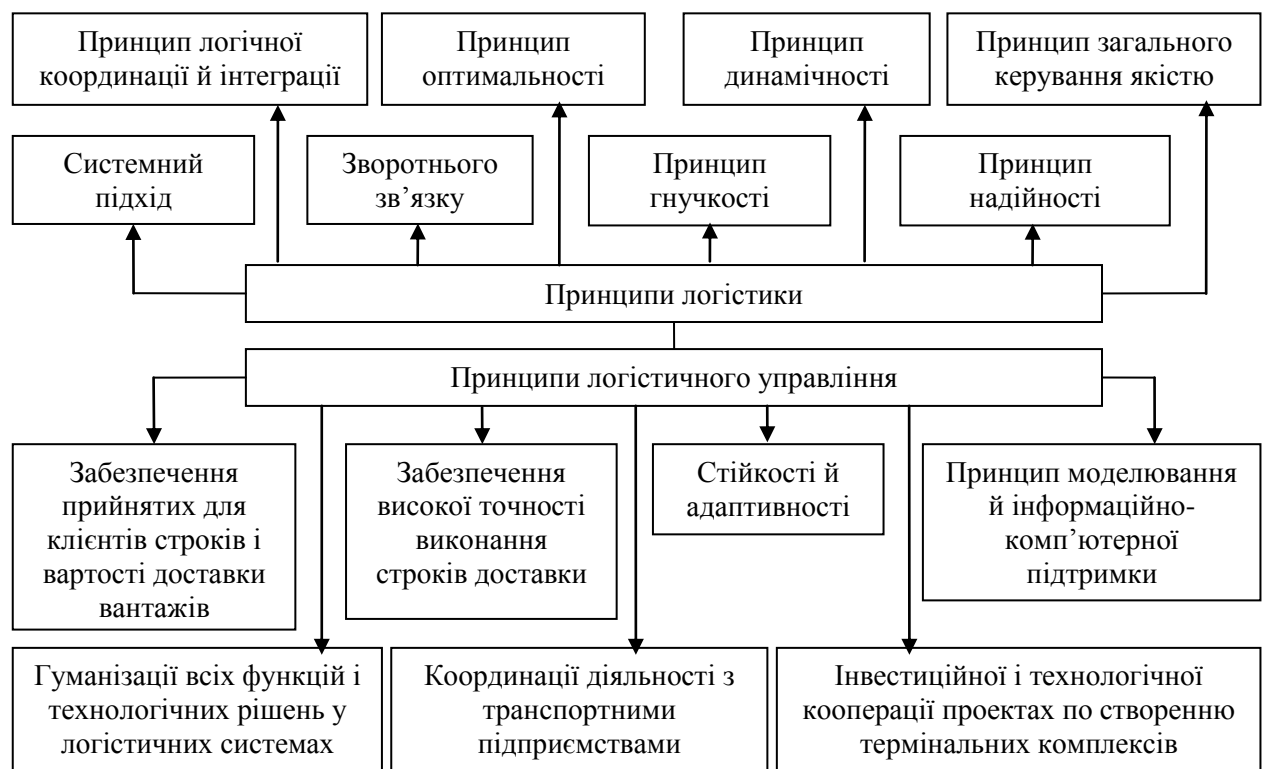 Принцип логічної
координації й інтеграції
Принцип
оптимальності
Принцип
динамічності
Принцип загального
керування якістю
Системний
підхід
Зворотнього
зв’язку
Принцип
гнучкості
Принцип
надійності
Принципи логістики
Принципи логістичного управління
Забезпечення
прийнятих для
клієнтів строків і
вартості доставки
вантажів
Забезпечення
високої точності
виконання
строків доставки
Стійкості й
адаптивності
Принцип моделювання
й інформаційно-
комп’ютерної
підтримки
Гуманізації всіх функцій і
технологічних рішень у
логістичних системах
Координації діяльності з
транспортними
підприємствами
Інвестиційної і технологічної
кооперації проектах по створенню
термінальних комплексів